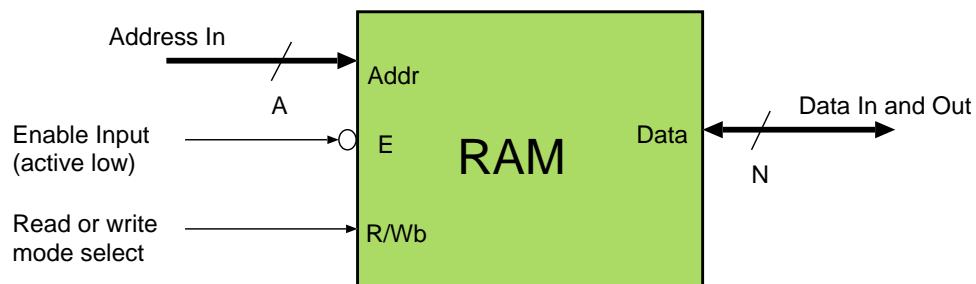 Address In
A
Addr
Enable Input
(active low)
E
RAM
Data
Data In and Out
N
Read or write
mode select
R/Wb